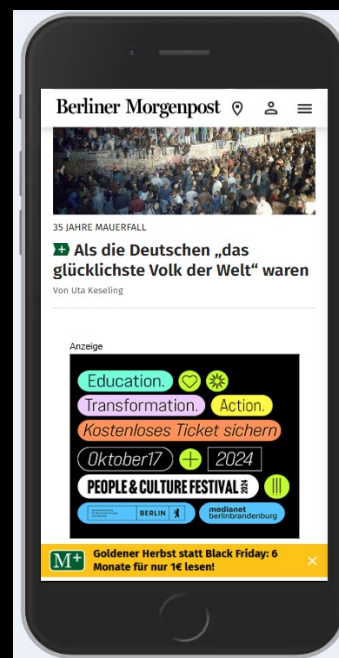 Berliner Morgenpost
35 JAHRE MAUERFALL
+ Als die Deutschen „das
glücklichste Volk der Welt“ waren
Von Uta Keseling
Anzeige
Education.
Transformation. Action.
Kostenloses Ticket sichern
Oktober17 + 2024
PEOPLE & CULTURE FESTIVAL 2024
BERLIN
medianet
berlinbrandenburg
M+ Goldener Herbst statt Black Friday: 6
Monate für nur 1€ lesen! ×